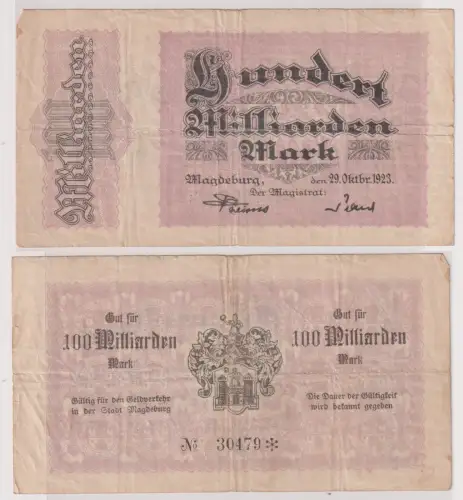 Milliarden
100
Hundert
Milliarden
Mark
Magdeburg, den 29.Oktbr.1923.
Der Magistrat:
Gut für
100 Milliarden
Mark
Gültig für den Geldverkehr
in der Stadt Magdeburg
Gut für
100 Milliarden
Mark
Die Dauer der Gültigkeit
wird bekannt gegeben
№ 30479 *